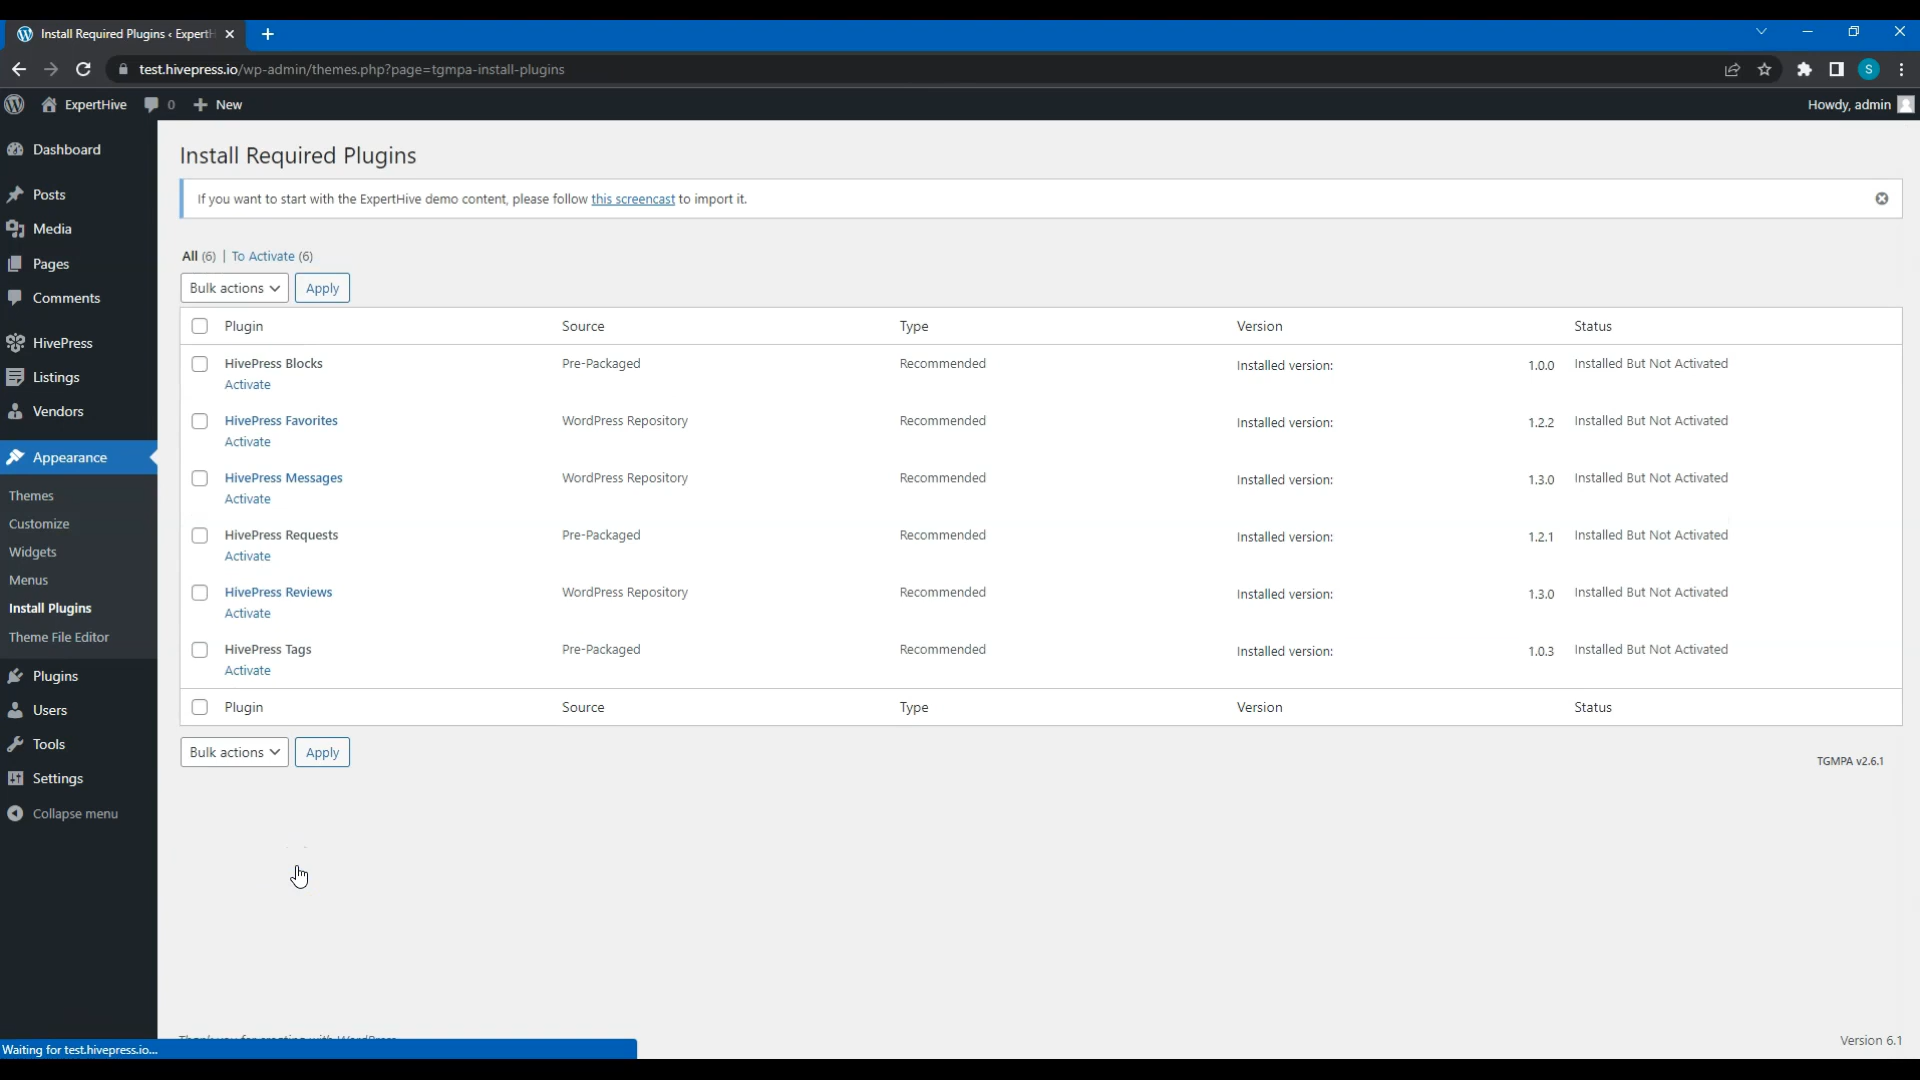 Install Required Plugins ‹ ExpertH
test.hivepress.io/wp-admin/themes.php?page=tgmpa-install-plugins
S
ExpertHive 0 New
Howdy, admin
Dashboard
Posts
Media
Pages
Comments
HivePress
Listings
Vendors
Appearance
Themes
Customize
Widgets
Menus
Install Plugins
Theme File Editor
Plugins
Users
Tools
Settings
Collapse menu
Install Required Plugins
If you want to start with the ExpertHive demo content, please follow this screencast to import it.
All (6) | To Activate (6)
Bulk actions Apply
Plugin Source Type Version Status
HivePress Blocks Pre-Packaged Recommended Installed version: 1.0.0 Installed But Not Activated
Activate
HivePress Favorites WordPress Repository Recommended Installed version: 1.2.2 Installed But Not Activated
Activate
HivePress Messages WordPress Repository Recommended Installed version: 1.3.0 Installed But Not Activated
Activate
HivePress Requests Pre-Packaged Recommended Installed version: 1.2.1 Installed But Not Activated
Activate
HivePress Reviews WordPress Repository Recommended Installed version: 1.3.0 Installed But Not Activated
Activate
HivePress Tags Pre-Packaged Recommended Installed version: 1.0.3 Installed But Not Activated
Activate
Plugin Source Type Version Status
Bulk actions Apply
TGMPA v2.6.1
Thank you for creating with WordPress.
Version 6.1
Waiting for test.hivepress.io...